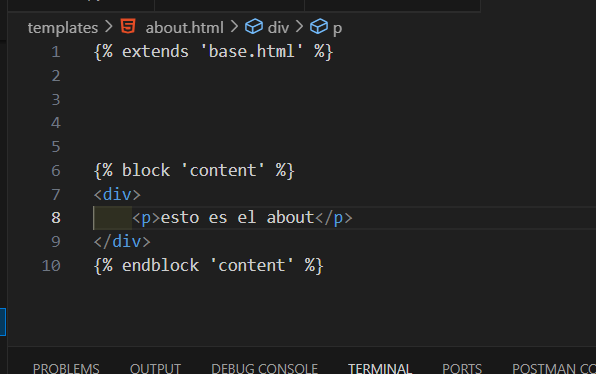 templates > about.html > div > p
1 {% extends 'base.html' %}
2
3
4
5
6 {% block 'content' %}
7 <div>
8 <p>esto es el about</p>
9 </div>
10 {% endblock 'content' %}
PROBLEMS OUTPUT DEBUG CONSOLE TERMINAL PORTS POSTMAN CO